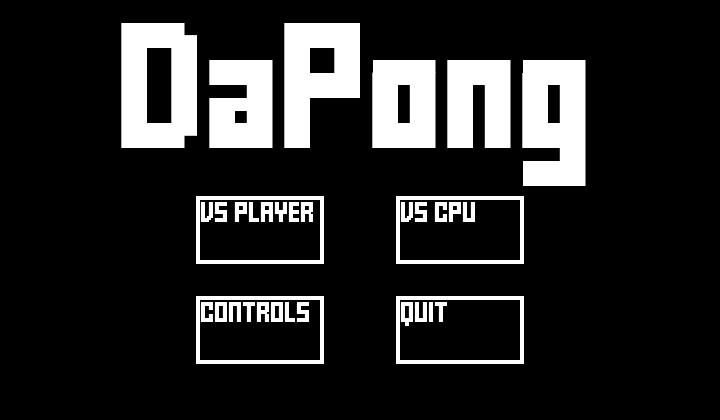 DaPong
VS PLAYER
VS CPU
CONTROLS
QUIT